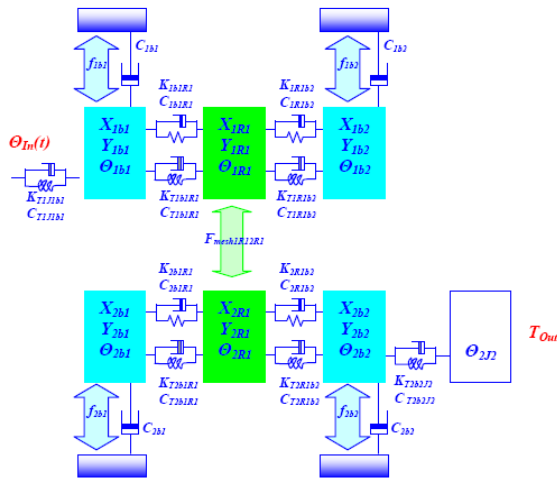 C1b1
C1b2
f1b1
f1b2
K1b1R1
C1b1R1
K1R1b2
C1R1b2
ΘIn(t)
X1b1
Y1b1
Θ1b1
X1R1
Y1R1
Θ1R1
X1b2
Y1b2
Θ1b2
KT1J1b1
CT1J1b1
KT1b1R1
CT1b1R1
KT1R1b2
CT1R1b2
Fmesh1R12R1
K2b1R1
C2b1R1
K2R1b2
C2R1b2
X2b1
Y2b1
Θ2b1
X2R1
Y2R1
Θ2R1
X2b2
Y2b2
Θ2b2
Θ2J2
TOut
KT2b1R1
CT2b1R1
KT2R1b2
CT2R1b2
KT2b2J2
CT2b2J2
f2b1
f2b2
C2b1
C2b2